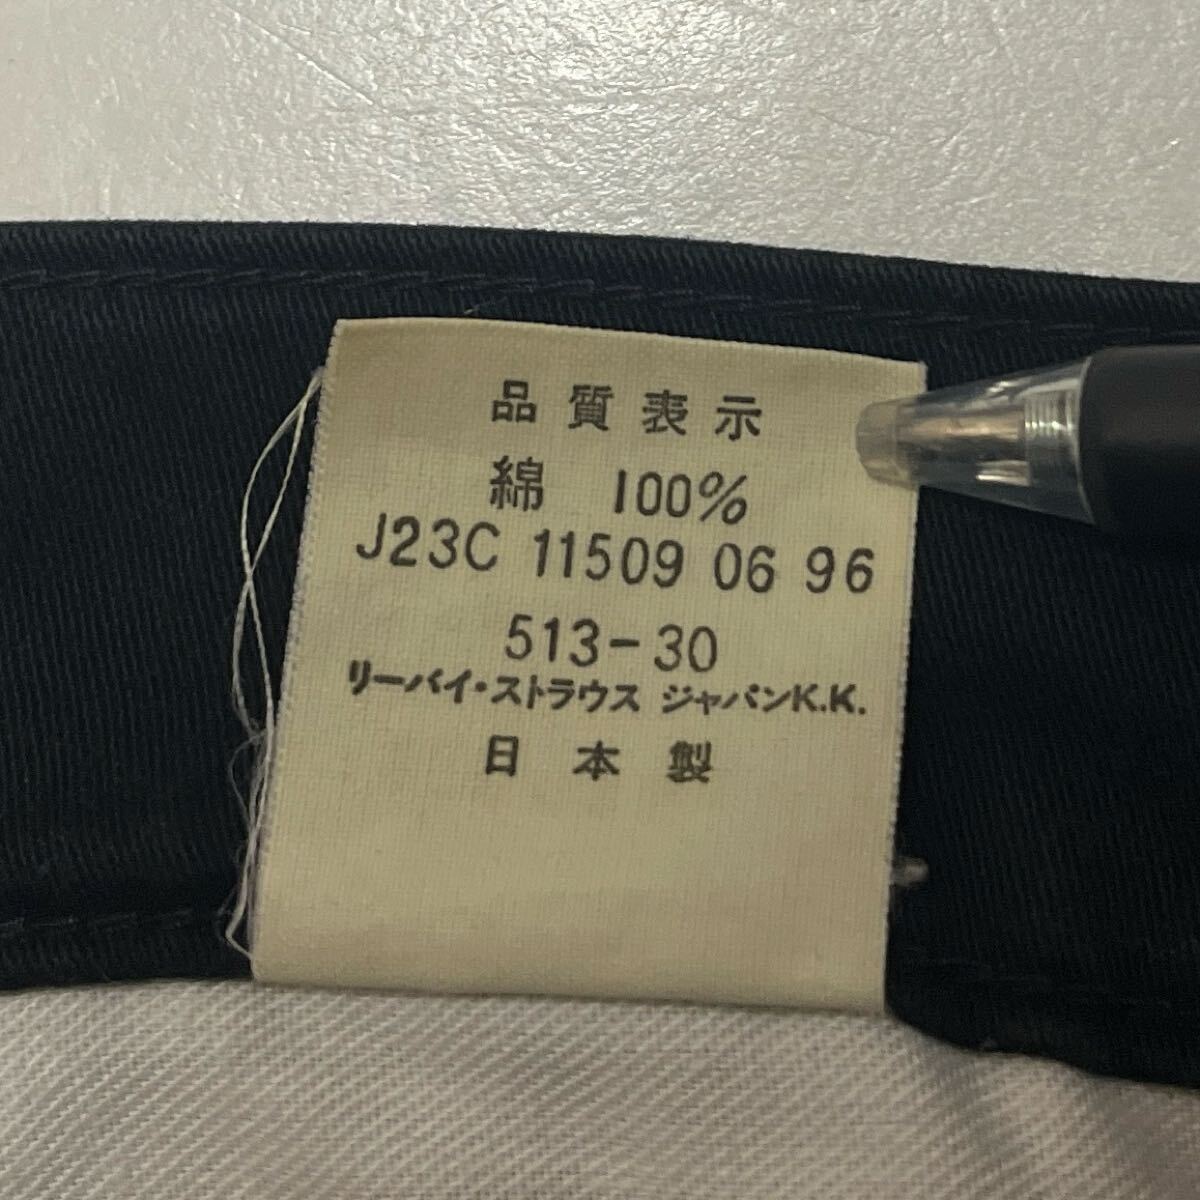 品質表示
綿 100%
J23C 11509 06 96
513-30
リーバイ・ストラウス ジャパンK.K.
日本製